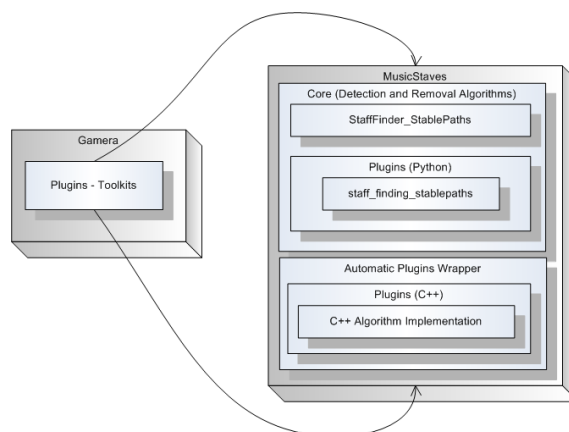 Gamera
Plugins - Toolkits
MusicStaves
Core (Detection and Removal Algorithms)
StaffFinder_StablePaths
Plugins (Python)
staff_finding_stablepaths
Automatic Plugins Wrapper
Plugins (C++)
C++ Algorithm Implementation